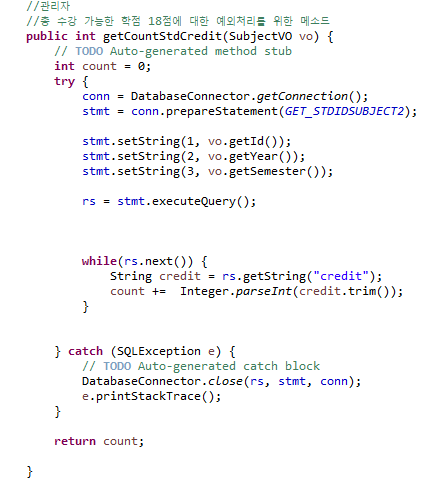 //관리자
//총 수강 가능한 학점 18점에 대한 예외처리를 위한 메소드
public int getCountStdCredit(SubjectVO vo) {
// TODO Auto-generated method stub
int count = 0;
try {
conn = DatabaseConnector.getConnection();
stmt = conn.prepareStatement(GET_STDIDSUBJECT2);
stmt.setString(1, vo.getId());
stmt.setString(2, vo.getYear());
stmt.setString(3, vo.getSemester());
rs = stmt.executeQuery();
while(rs.next()) {
String credit = rs.getString("credit");
count +=  Integer.parseInt(credit.trim());
}
} catch (SQLException e) {
// TODO Auto-generated catch block
DatabaseConnector.close(rs, stmt, conn);
e.printStackTrace();
}
return count;
}